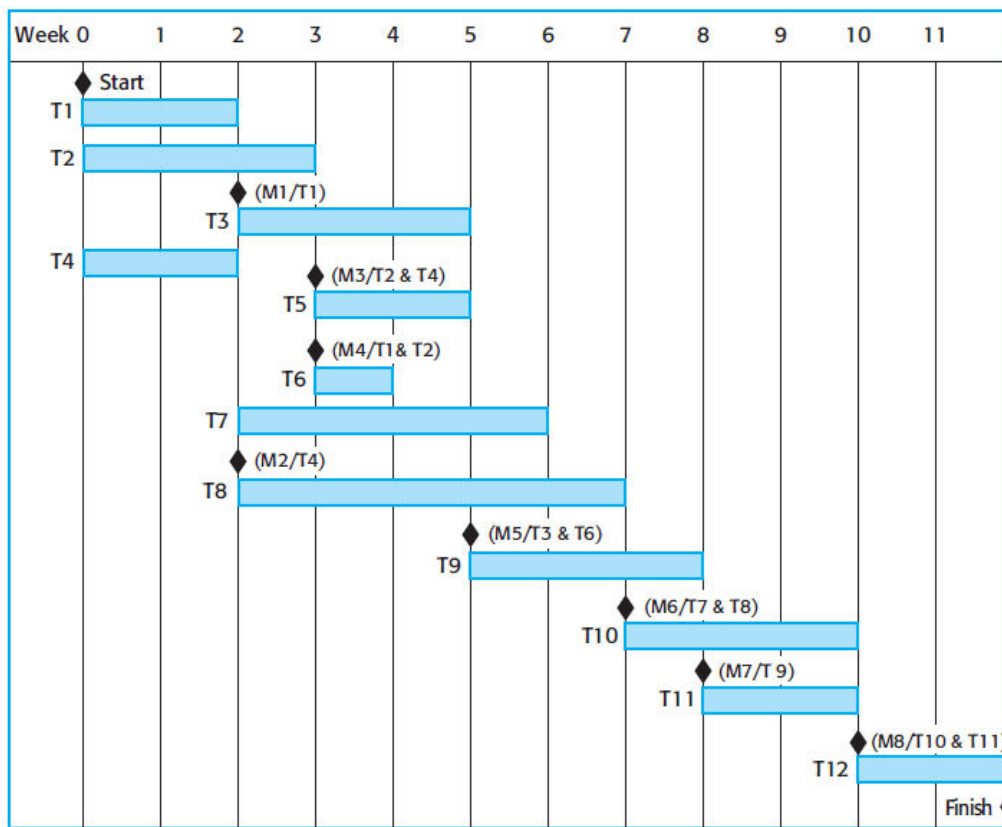 Week 0 1 2 3 4 5 6 7 8 9 10 11
Start
T1
T2
(M1/T1)
T3
T4
(M3/T2 & T4)
T5
(M4/T1& T2)
T6
T7
(M2/T4)
T8
(M5/T3 & T6)
T9
(M6/T7 & T8)
T10
(M7/T 9)
T11
(M8/T10 & T11)
T12
Finish